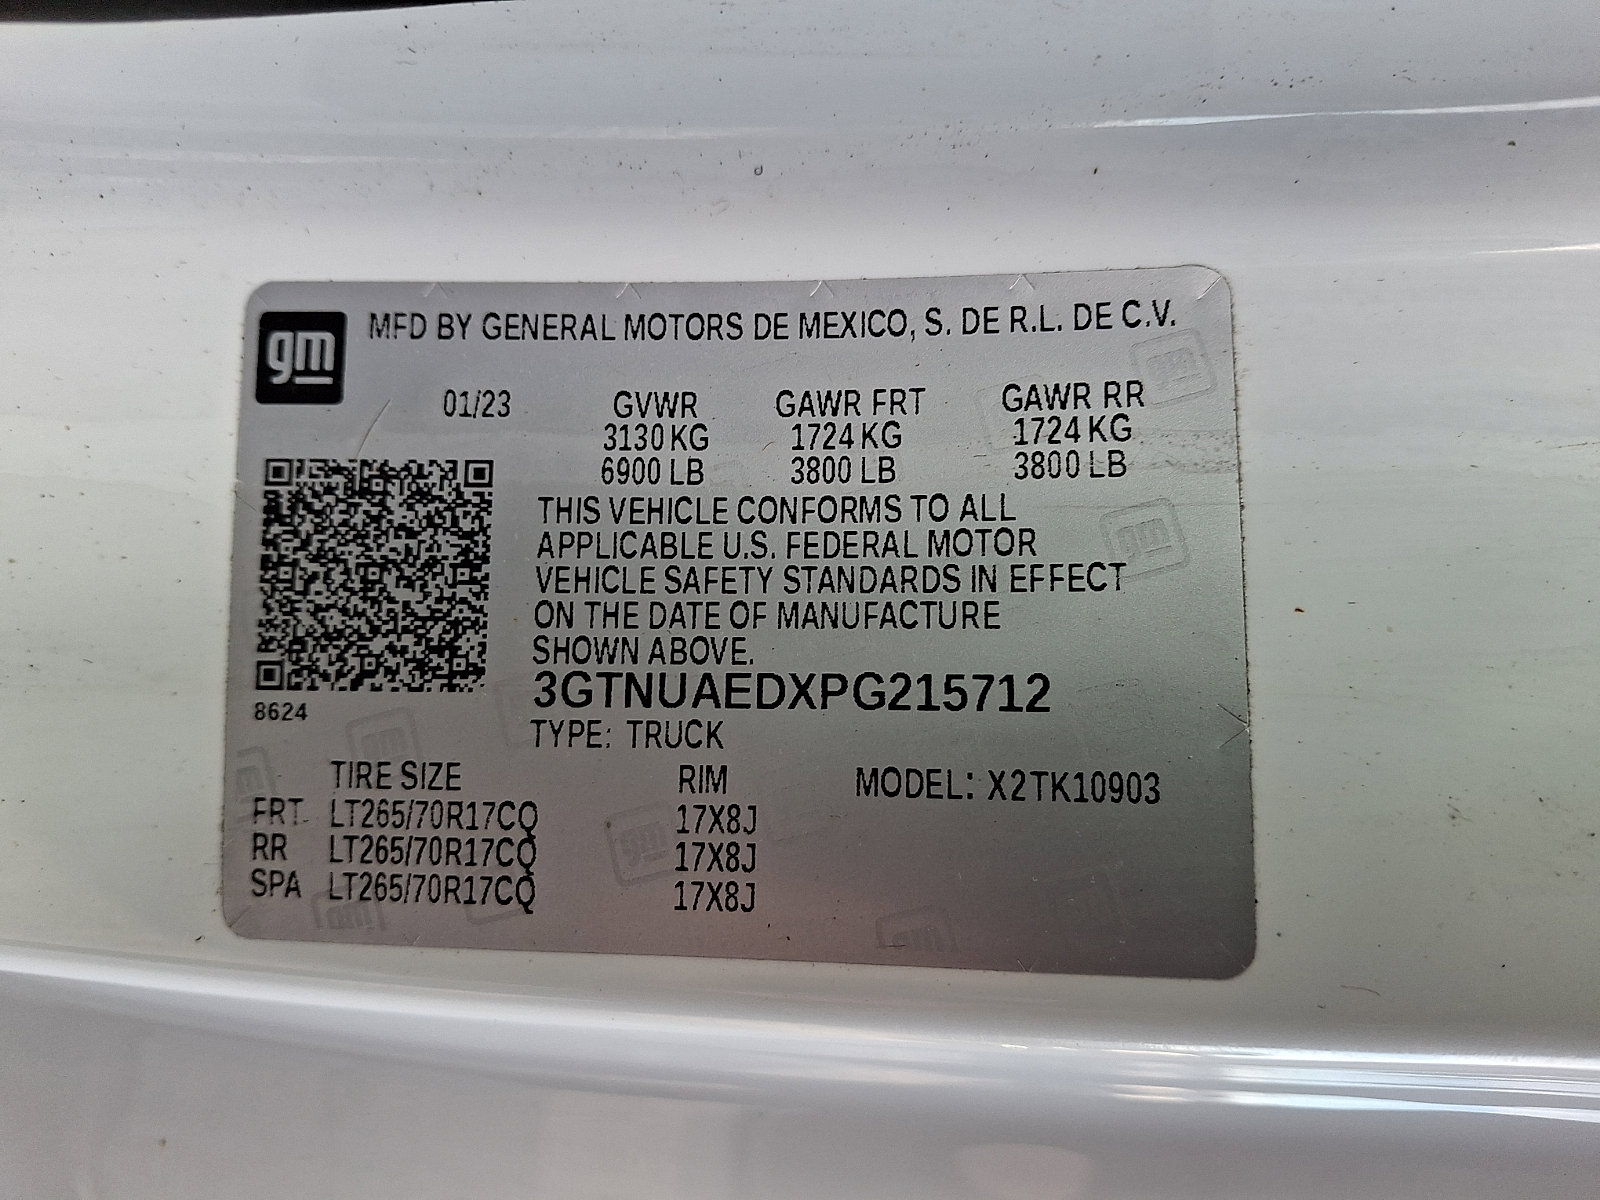 gm MFD BY GENERAL MOTORS DE MEXICO, S. DE R.L. DE C.V.
01/23 GVWR GAWR FRT GAWR RR
3130 KG 1724 KG 1724 KG
6900 LB 3800 LB 3800 LB
THIS VEHICLE CONFORMS TO ALL
APPLICABLE U.S. FEDERAL MOTOR
VEHICLE SAFETY STANDARDS IN EFFECT
ON THE DATE OF MANUFACTURE
SHOWN ABOVE.
3GTNUAEDXPG215712
8624
TYPE: TRUCK
TIRE SIZE RIM MODEL: X2TK10903
FRT LT265/70R17CQ 17X8J
RR LT265/70R17CQ 17X8J
SPA LT265/70R17CQ 17X8J